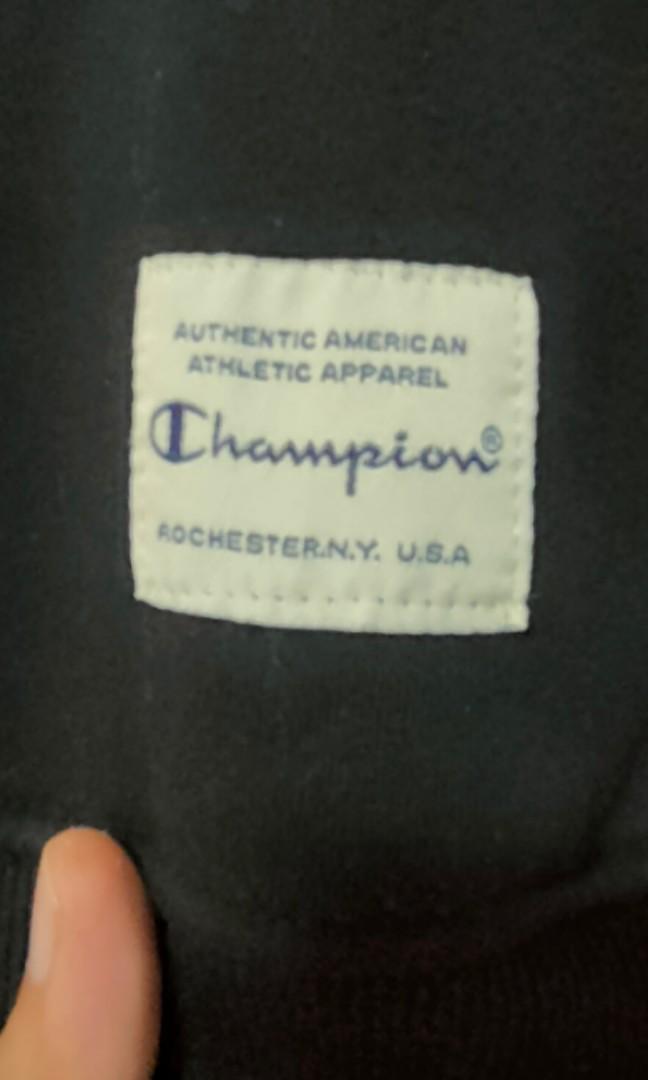 AUTHENTIC AMERICAN
ATHLETIC APPAREL
Champion®
ROCHESTER.N.Y. U.S.A